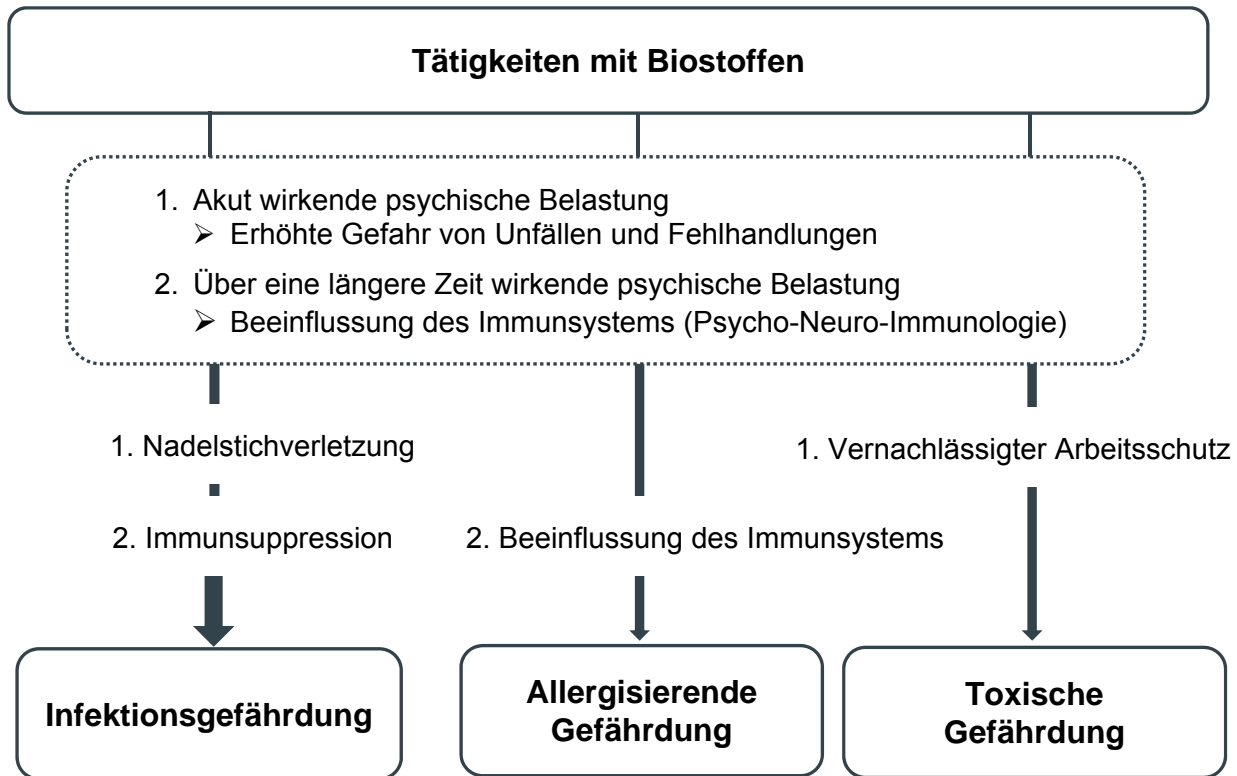 Tätigkeiten mit Biostoffen
1. Akut wirkende psychische Belastung
➢ Erhöhte Gefahr von Unfällen und Fehlhandlungen
2. Über eine längere Zeit wirkende psychische Belastung
➢ Beeinflussung des Immunsystems (Psycho-Neuro-Immunologie)
1. Nadelstichverletzung
1. Vernachlässigter Arbeitsschutz
2. Immunsuppression
2. Beeinflussung des Immunsystems
Infektionsgefährdung
Allergisierende
Gefährdung
Toxische
Gefährdung